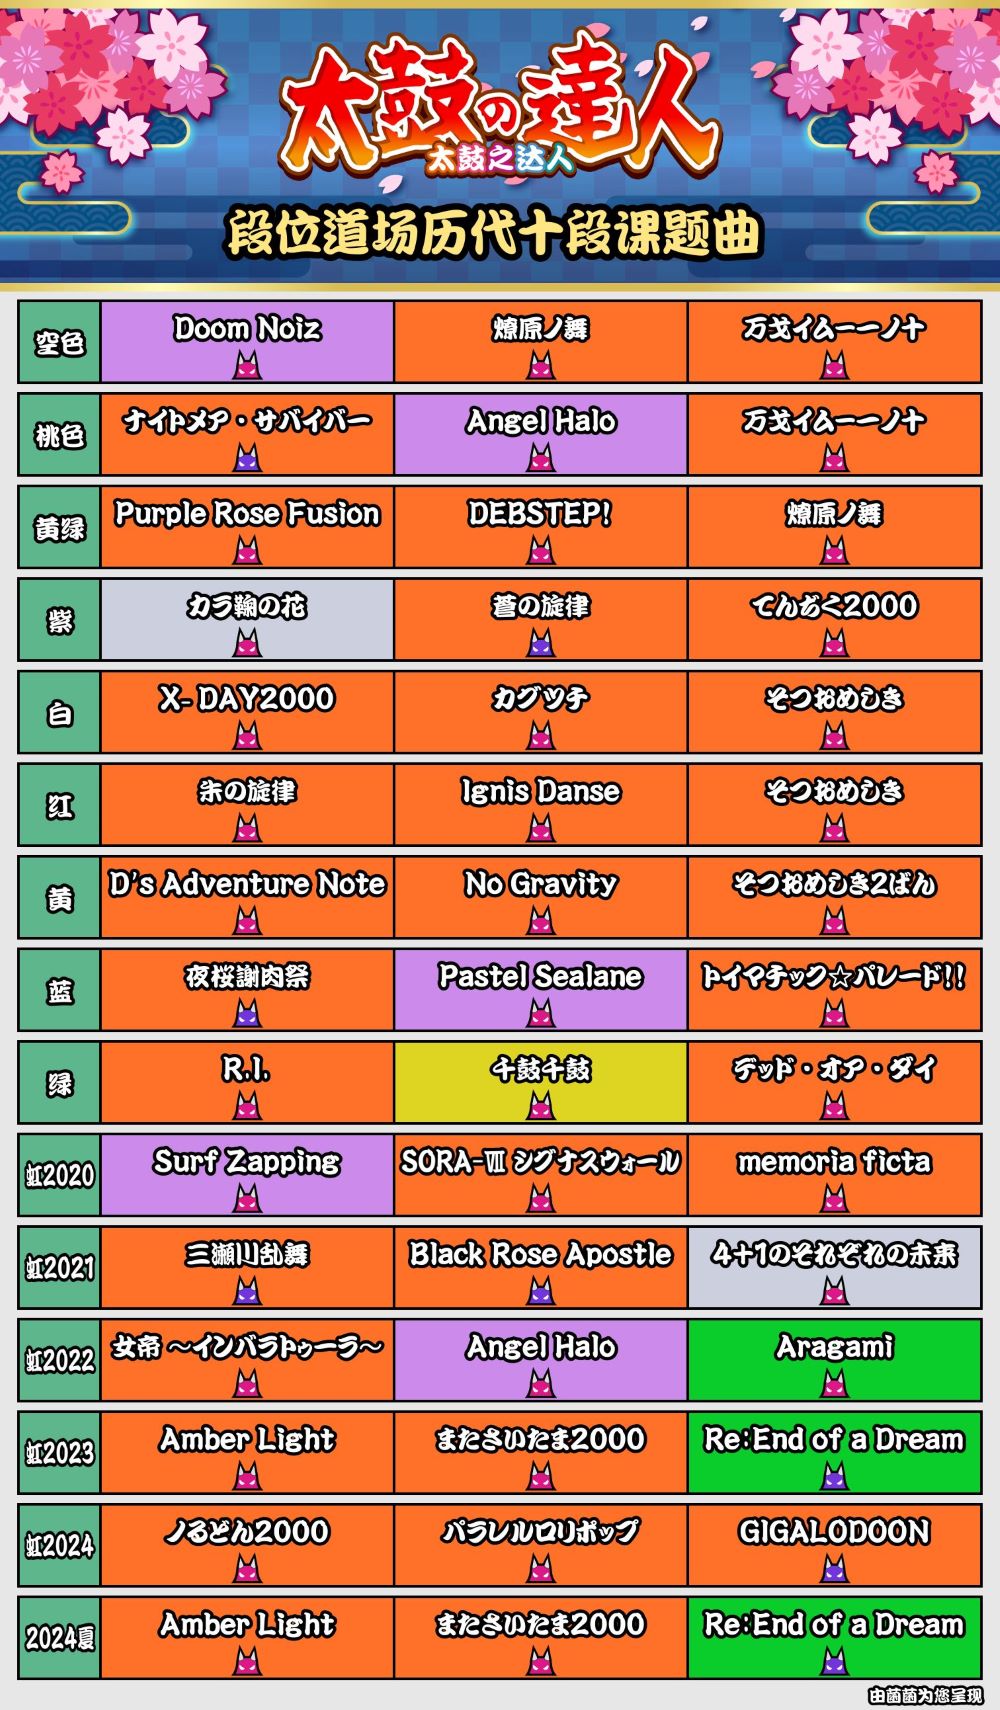 太鼓の達人
太鼓之达人
段位道场历代十段课题曲
空色
Doom Noiz
燎原ノ舞
万戈イムー一ノ十
桃色
ナイトメア・サバイバー
Angel Halo
万戈イムー一ノ十
黄绿
Purple Rose Fusion
DEBSTEP!
燎原ノ舞
紫
カラ鞠の花
蒼の旋律
てんぢく2000
白
X- DAY2000
カグツチ
そつおめしき
红
朱の旋律
Ignis Danse
そつおめしき
黄
D's Adventure Note
No Gravity
そつおめしき2ばん
蓝
夜桜謝肉祭
Pastel Sealane
トイマチック☆パレード!!
绿
R.I.
千鼓千鼓
デッド・オア・ダイ
虹2020
Surf Zapping
SORA-Ⅶ シグナスウォール
memoria ficta
虹2021
三瀬川乱舞
Black Rose Apostle
4+1のそれぞれの未来
虹2022
女帝 ～インバラトゥーラ～
Angel Halo
Aragami
虹2023
Amber Light
またさいたま2000
Re:End of a Dream
虹2024
ノるどん2000
パラレルロリポップ
GIGALODOON
2024夏
Amber Light
またさいたま2000
Re:End of a Dream
由菌菌为您呈现